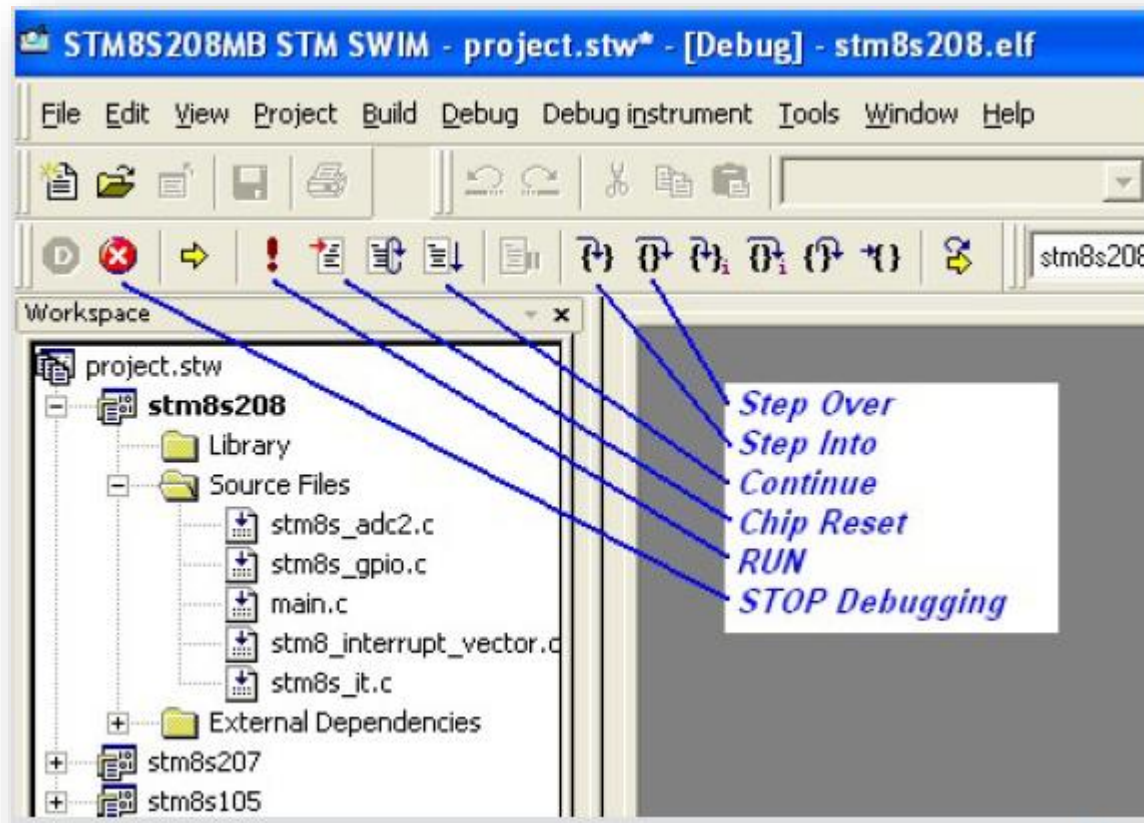 STM8S208MB STM SWIM - project.stw* - [Debug] - stm8s208.elf
File Edit View Project Build Debug Debug instrument Tools Window Help
D
stm8s208
Workspace
project.stw
stm8s208
Library
Source Files
stm8s_adc2.c
stm8s_gpio.c
main.c
stm8_interrupt_vector.c
stm8s_it.c
External Dependencies
stm8s207
stm8s105
Step Over
Step Into
Continue
Chip Reset
RUN
STOP Debugging